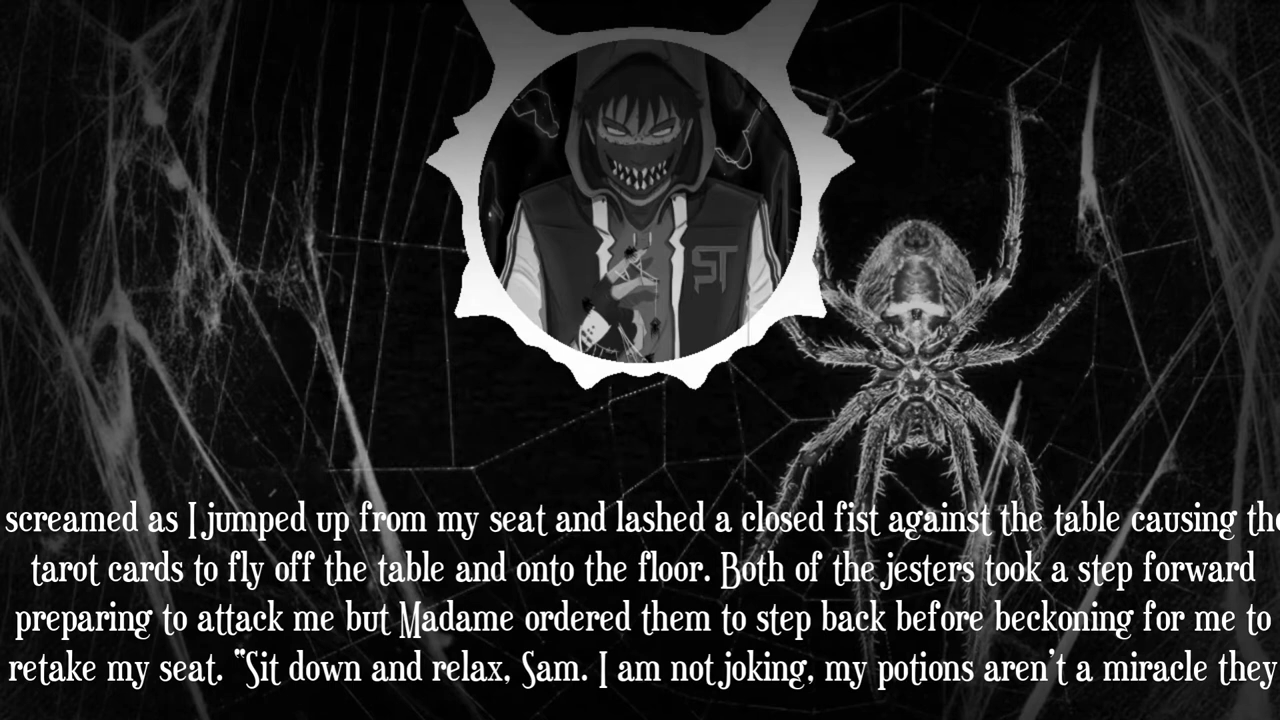 ST
screamed as I jumped up from my seat and lashed a closed fist against the table causing the
tarot cards to fly off the table and onto the floor. Both of the jesters took a step forward
preparing to attack me but Madame ordered them to step back before beckoning for me to
retake my seat. "Sit down and relax, Sam. I am not joking, my potions aren't a miracle they